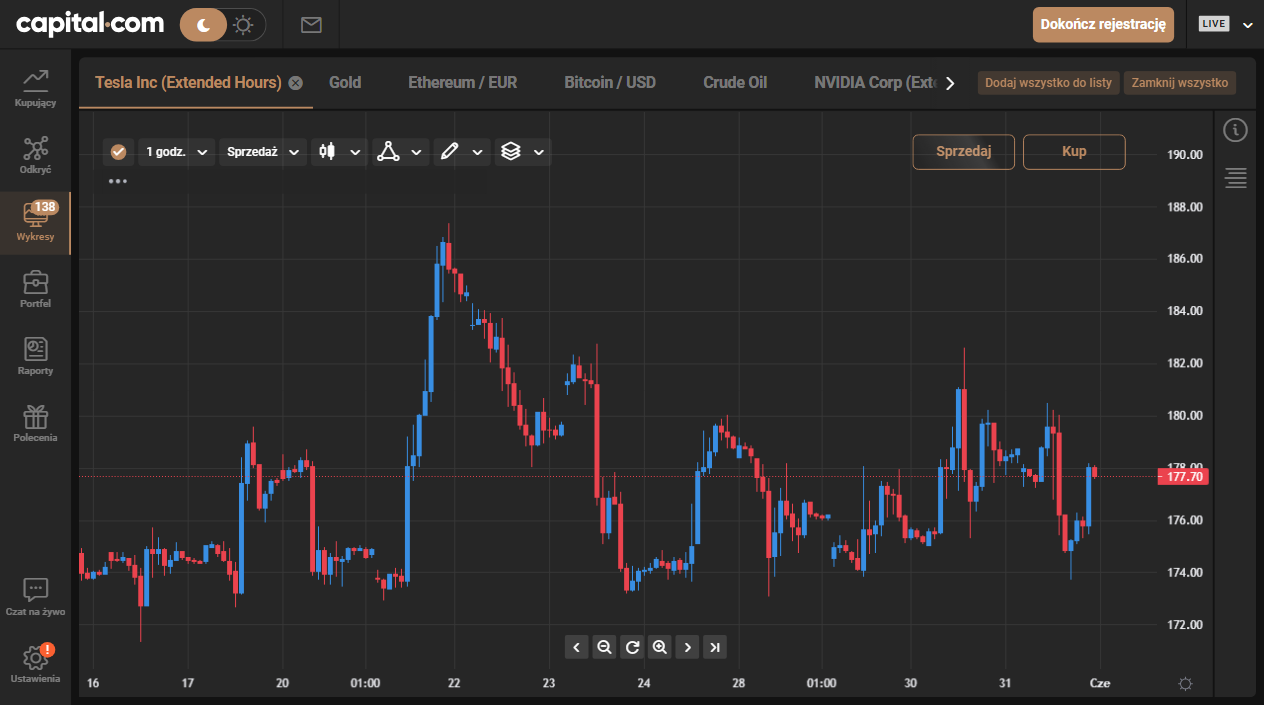 capital.com
Dokończ rejestrację
LIVE
Kupujący
Odkryć
138
Wykresy
Portfel
Raporty
Polecenia
Czat na żywo
!
Ustawienia
Tesla Inc (Extended Hours)
Gold
Ethereum / EUR
Bitcoin / USD
Crude Oil
NVIDIA Corp (Exte
Dodaj wszystko do listy
Zamknij wszystko
1 godz.
Sprzedaż
Sprzedaj
Kup
190.00
188.00
186.00
184.00
182.00
180.00
178.00
177.70
176.00
174.00
172.00
16
17
20
01:00
22
23
24
28
01:00
30
31
Cze